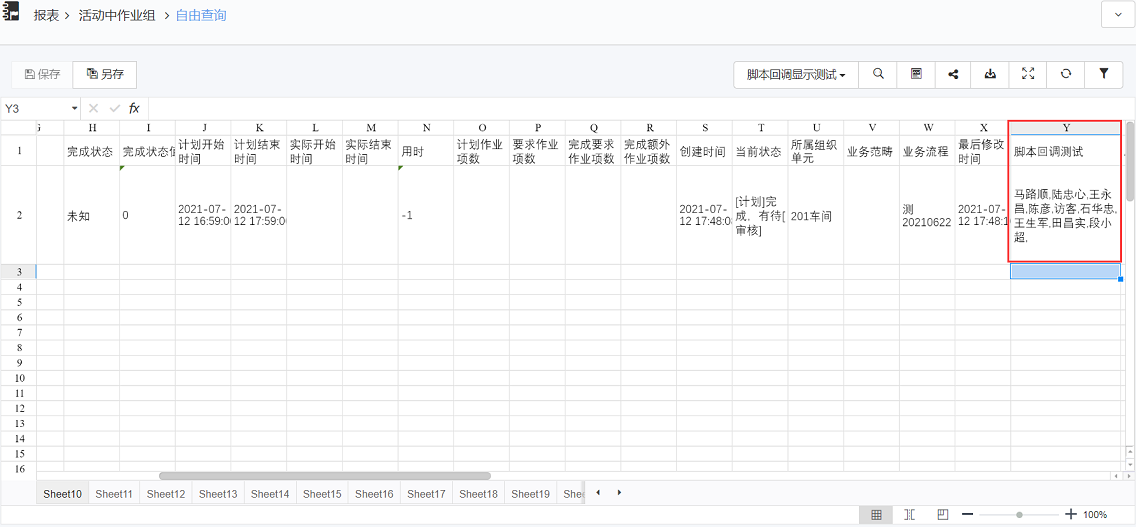 报表 > 活动中作业组 > 自由查询
保存 另存 脚本回调显示测试
Y3 fx
G H I J K L M N O P Q R S T U V W X Y
1 完成状态 完成状态值 计划开始 计划结束 实际开始 实际结束 用时 计划作业 要求作业 完成要求 完成额外 创建时间 当前状态 所属组织 业务范畴 业务流程 最后修改 脚本回调测试
时间 时间 时间 时间 项数 项数 作业项数 作业项数 单元 时间
2 未知 0 2021-07- 2021-07- -1 2021-07- [计划]完 201车间 测 2021-07- 马路顺,陆忠心,王永
12 16:59:0 12 17:59:0 12 17:48:0 成，有待[ 20210622 12 17:48:1 昌,陈彦,访客,石华忠,
审核] 王生军,田昌实,段小
超,
3
4
5
6
7
8
9
10
11
12
13
14
15
16
Sheet10 Sheet11 Sheet12 Sheet13 Sheet14 Sheet15 Sheet16 Sheet17 Sheet18 Sheet19 She
100%